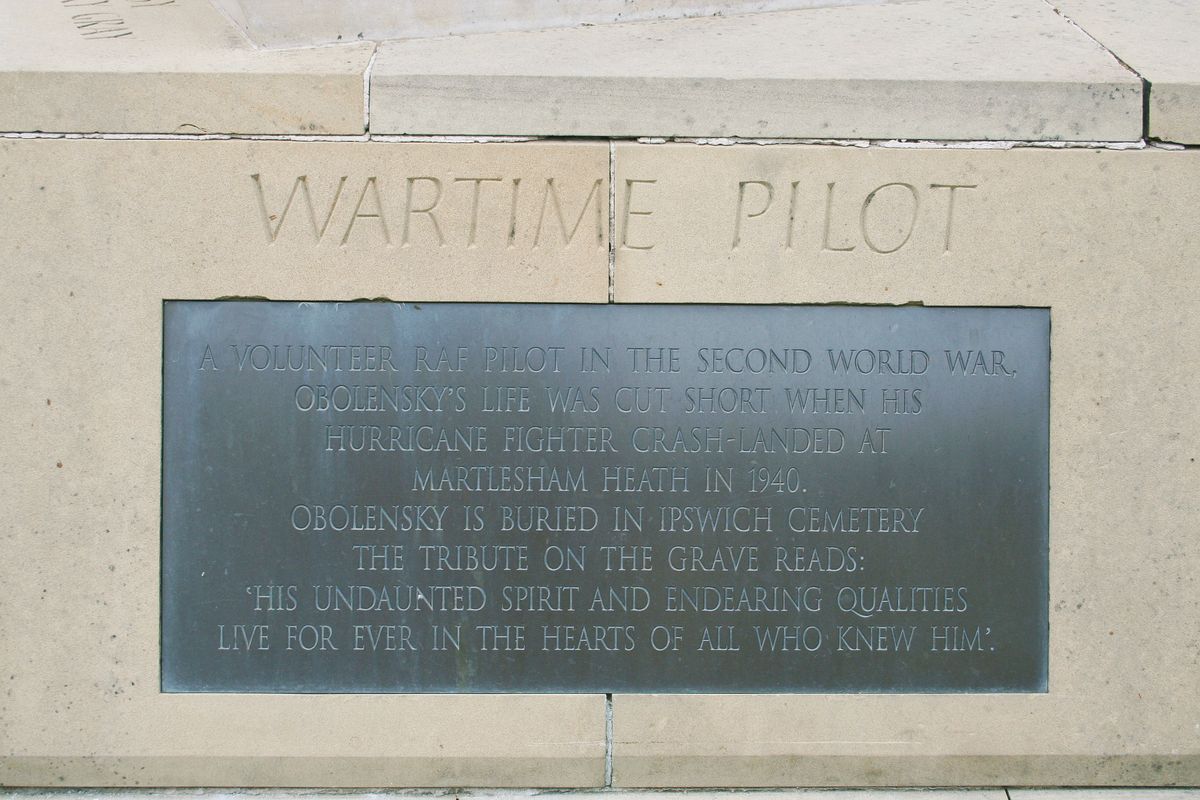 RY GRAY
WARTIME PILOT
A VOLUNTEER RAF PILOT IN THE SECOND WORLD WAR,
OBOLENSKY'S LIFE WAS CUT SHORT WHEN HIS
HURRICANE FIGHTER CRASH-LANDED AT
MARTLESHAM HEATH IN 1940.
OBOLENSKY IS BURIED IN IPSWICH CEMETERY
THE TRIBUTE ON THE GRAVE READS:
'HIS UNDAUNTED SPIRIT AND ENDEARING QUALITIES
LIVE FOR EVER IN THE HEARTS OF ALL WHO KNEW HIM'.